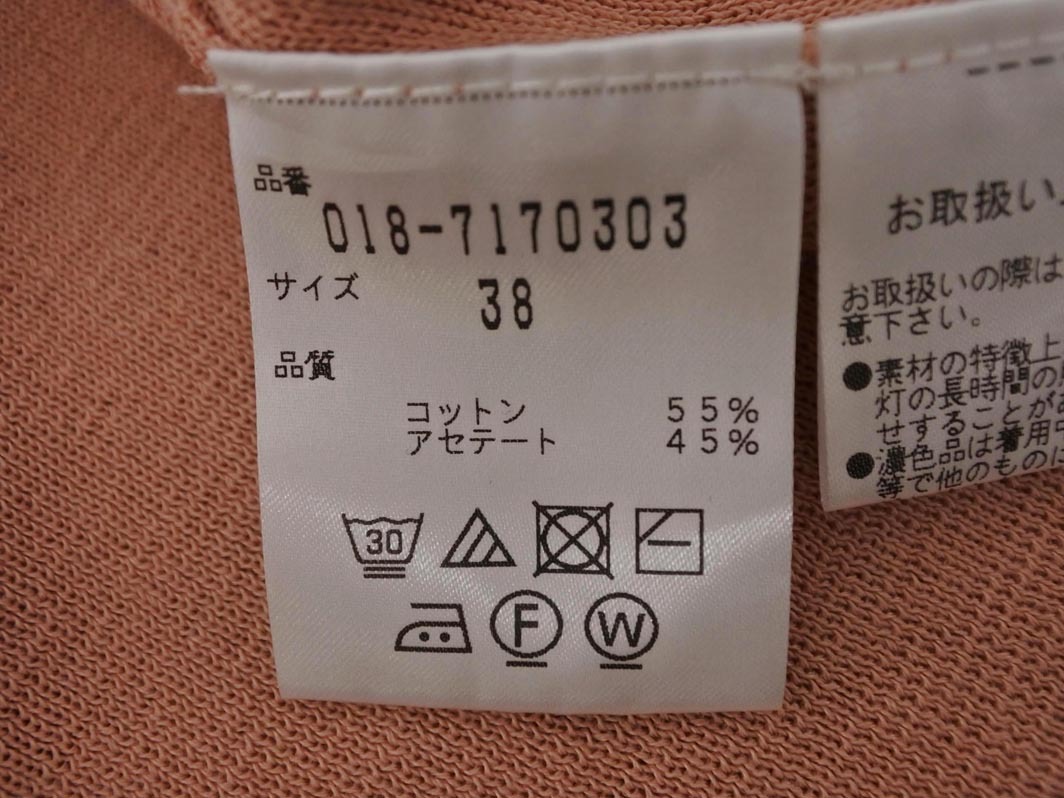 品番
018-7170303
サイズ 38
品質
コットン 55%
アセテート 45%
30
F W
お取扱い
お取扱いの際は
意下さい。
●素材の特徴上
灯の長時間の
せすることが
●濃色品は着用中
等で他のものに